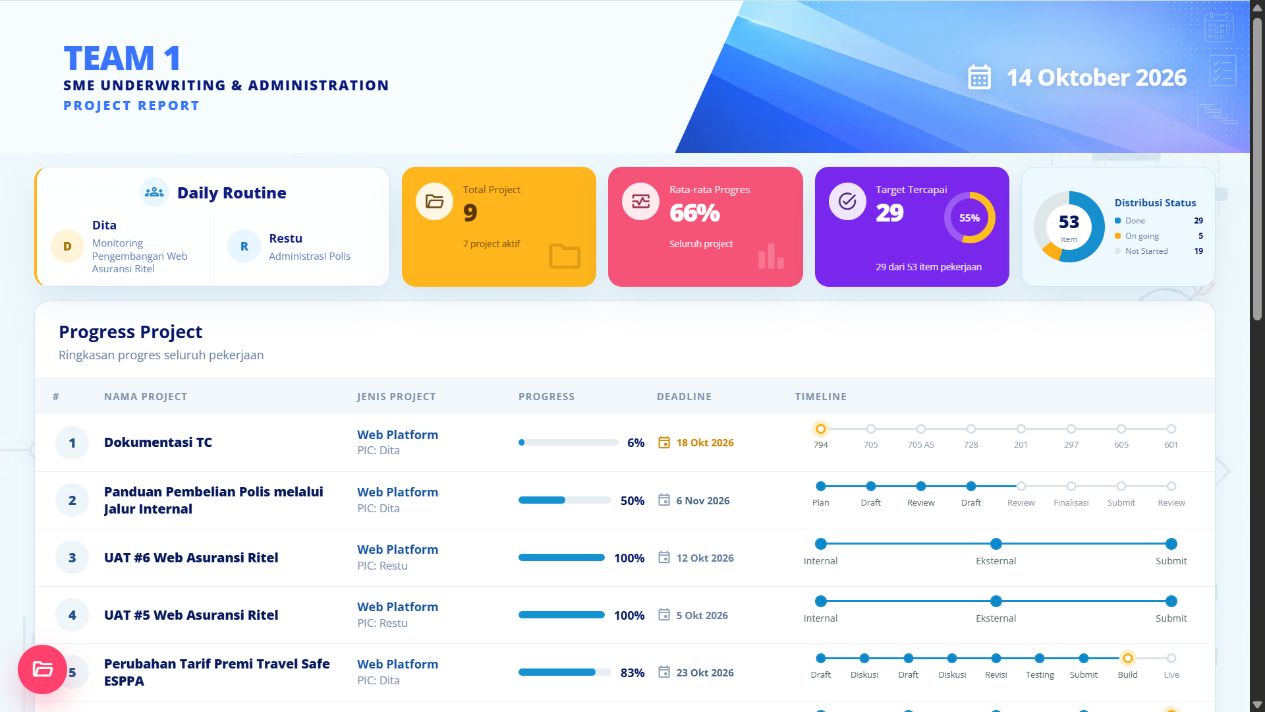 TEAM 1
SME UNDERWRITING & ADMINISTRATION
PROJECT REPORT
14 Oktober 2026
Daily Routine
D
Dita
Monitoring
Pengembangan Web
Asuransi Ritel
R
Restu
Administrasi Polis
Total Project
9
7 project aktif
Rata-rata Progres
66%
Seluruh project
Target Tercapai
29
55%
29 dari 53 item pekerjaan
53
item
Distribusi Status
Done 29
On going 5
Not Started 19
Progress Project
Ringkasan progres seluruh pekerjaan
# NAMA PROJECT JENIS PROJECT PROGRESS DEADLINE TIMELINE
1 Dokumentasi TC Web Platform PIC: Dita 6% 18 Okt 2026
794 705 705 AS 728 201 297 605 601
2 Panduan Pembelian Polis melalui
Jalur Internal Web Platform PIC: Dita 50% 6 Nov 2026
Plan Draft Review Draft Review Finalisasi Submit Review
3 UAT #6 Web Asuransi Ritel Web Platform PIC: Restu 100% 12 Okt 2026
Internal Eksternal Submit
4 UAT #5 Web Asuransi Ritel Web Platform PIC: Restu 100% 5 Okt 2026
Internal Eksternal Submit
5 Perubahan Tarif Premi Travel Safe
ESPPA Web Platform PIC: Dita 83% 23 Okt 2026
Draft Diskusi Draft Diskusi Revisi Testing Submit Build Live